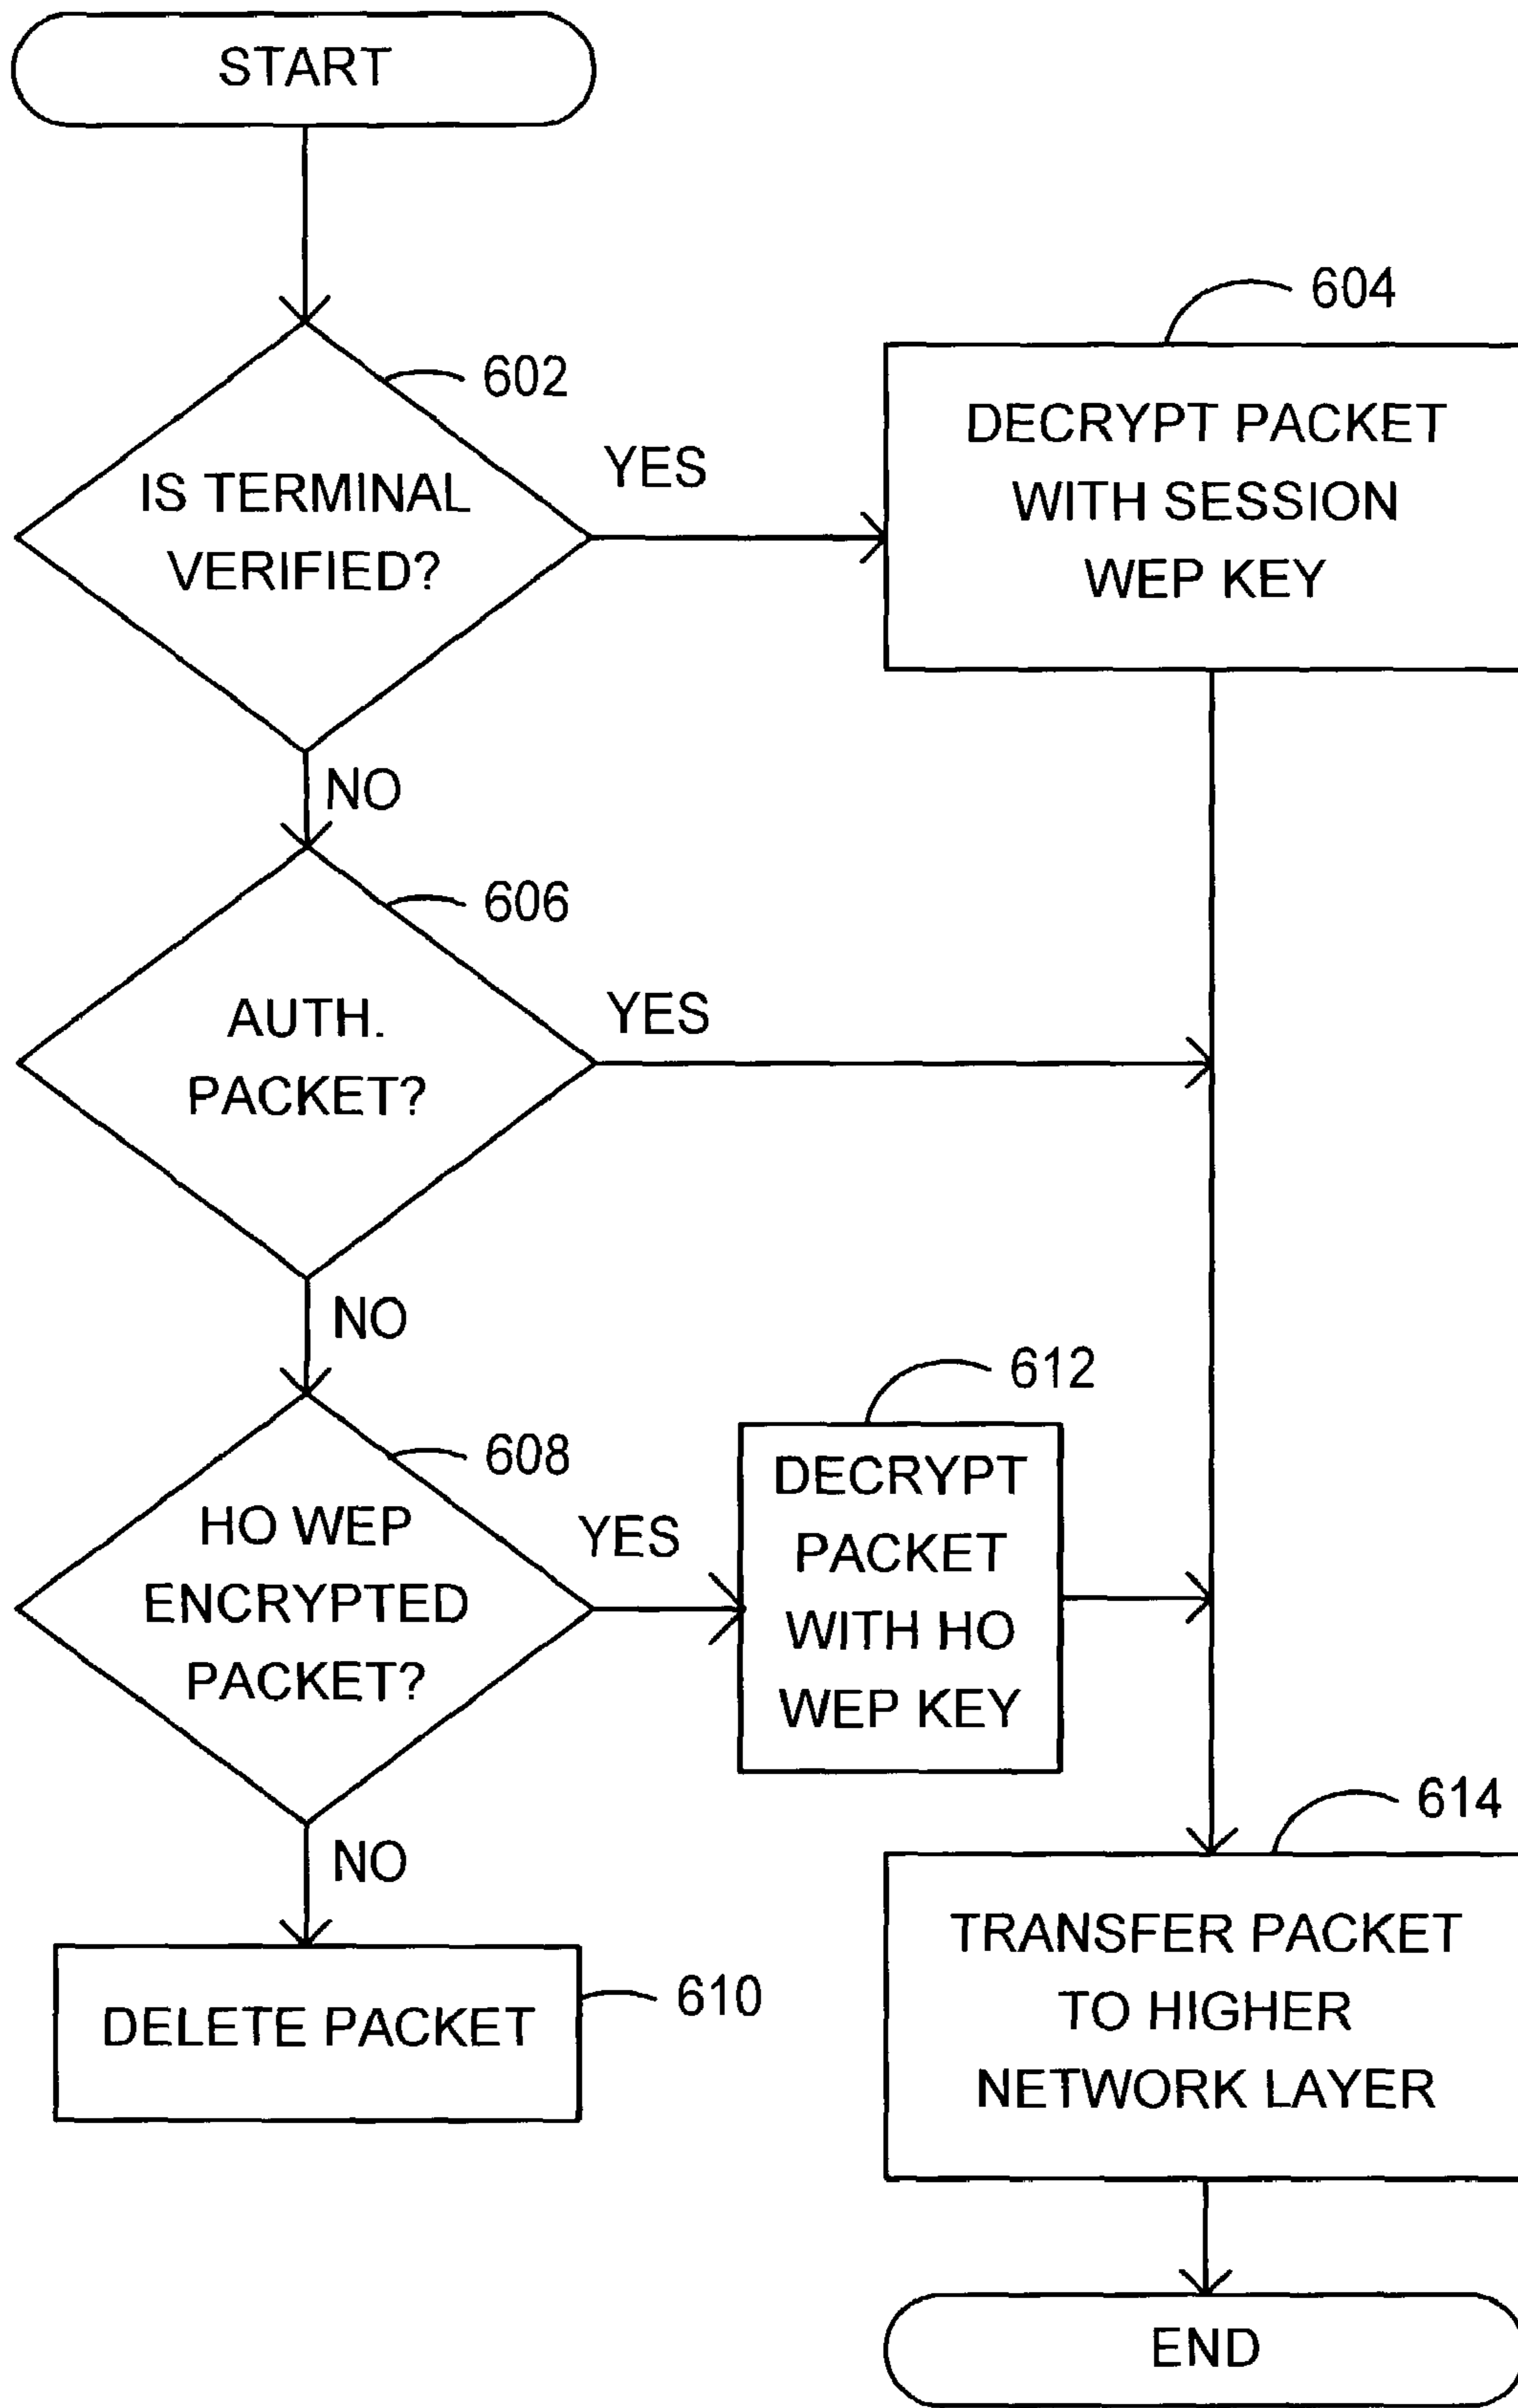 START
602
IS TERMINAL
VERIFIED?
YES
NO
604
DECRYPT PACKET
WITH SESSION
WEP KEY
606
AUTH.
PACKET?
YES
NO
608
HO WEP
ENCRYPTED
PACKET?
YES
NO
612
DECRYPT
PACKET
WITH HO
WEP KEY
610
DELETE PACKET
614
TRANSFER PACKET
TO HIGHER
NETWORK LAYER
END